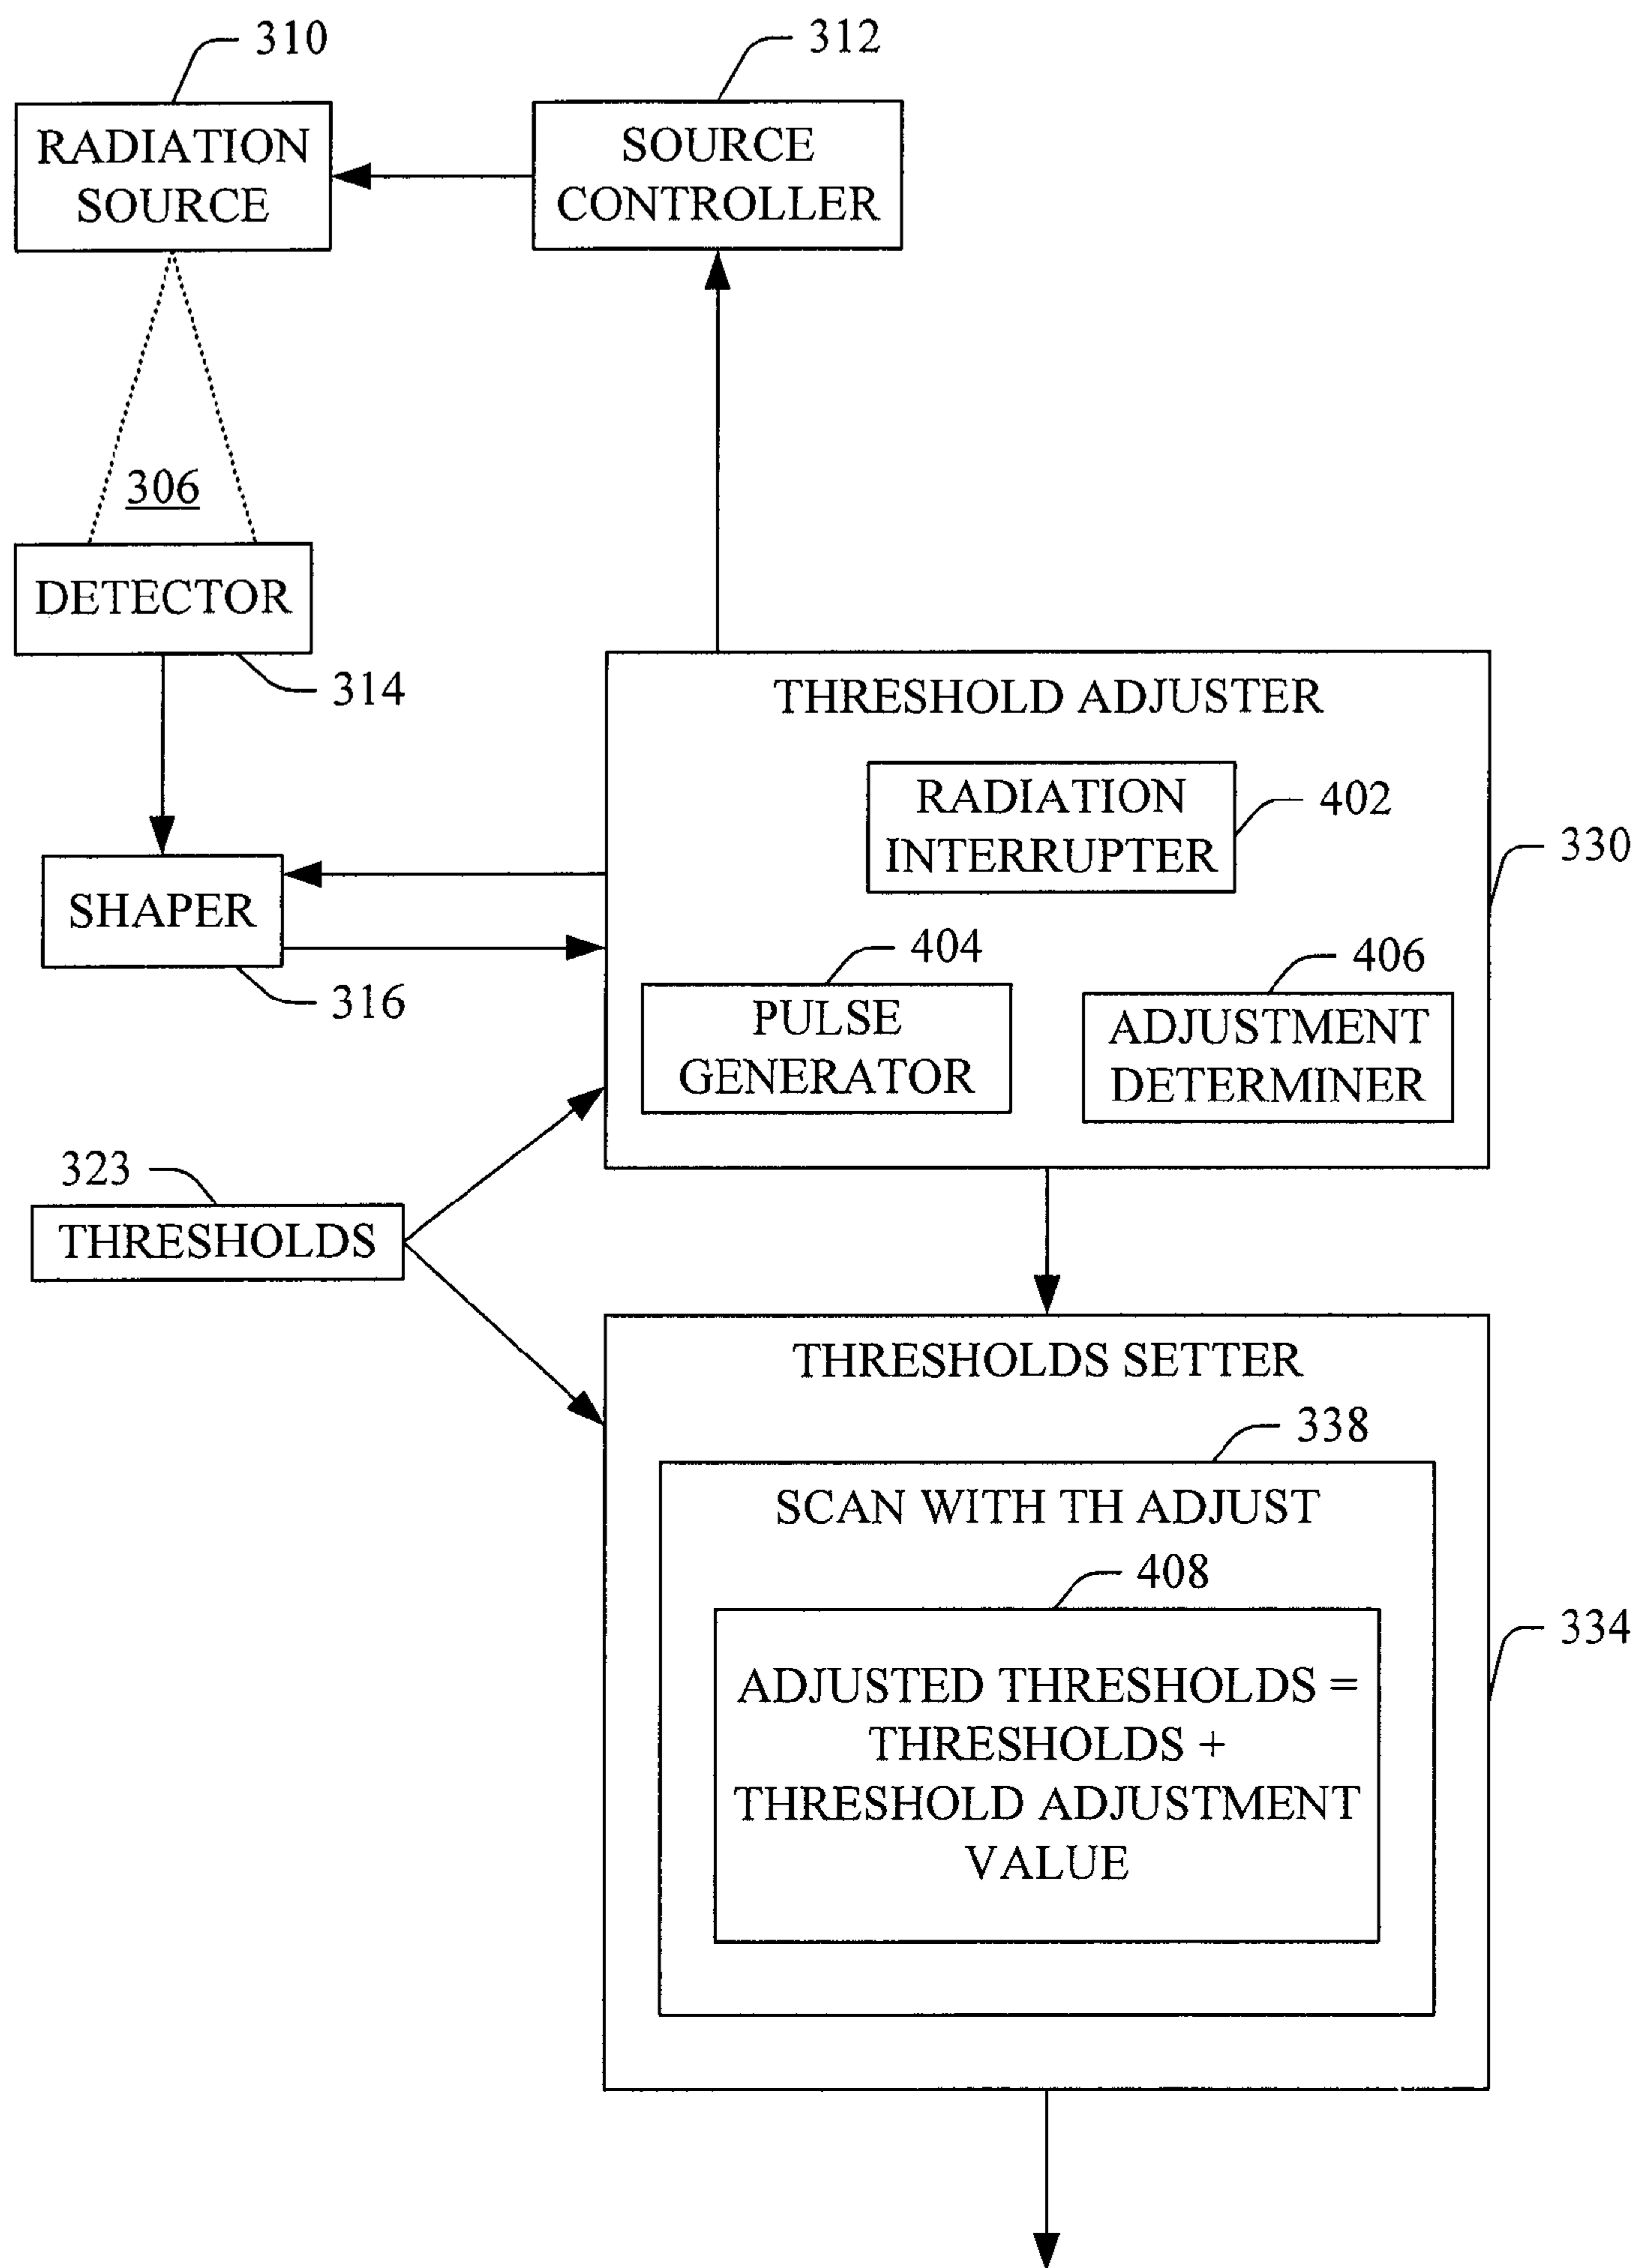 310
312
RADIATION
SOURCE
SOURCE
CONTROLLER
306
DETECTOR
314
THRESHOLD ADJUSTER
RADIATION
INTERRUPTER
402
330
SHAPER
316
404
406
PULSE
GENERATOR
ADJUSTMENT
DETERMINER
323
THRESHOLDS
THRESHOLDS SETTER
338
SCAN WITH TH ADJUST
408
334
ADJUSTED THRESHOLDS =
THRESHOLDS +
THRESHOLD ADJUSTMENT
VALUE